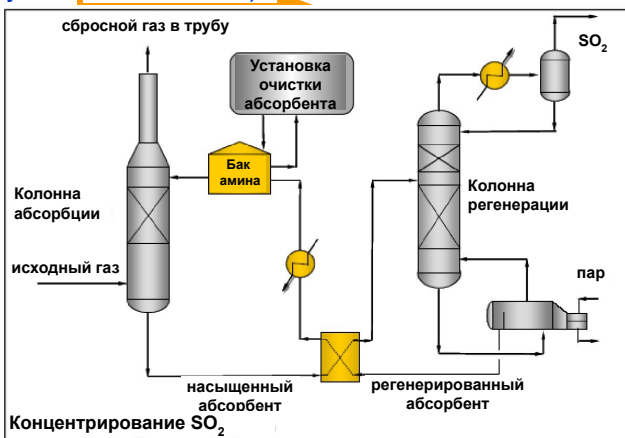 сбросной газ в трубу
SO₂
Установка
очистки
абсорбента
Бак
амина
Колонна
абсорбции
Колонна
регенерации
исходный газ
пар
насыщенный
абсорбент
регенерированный
абсорбент
Концентрирование SO₂